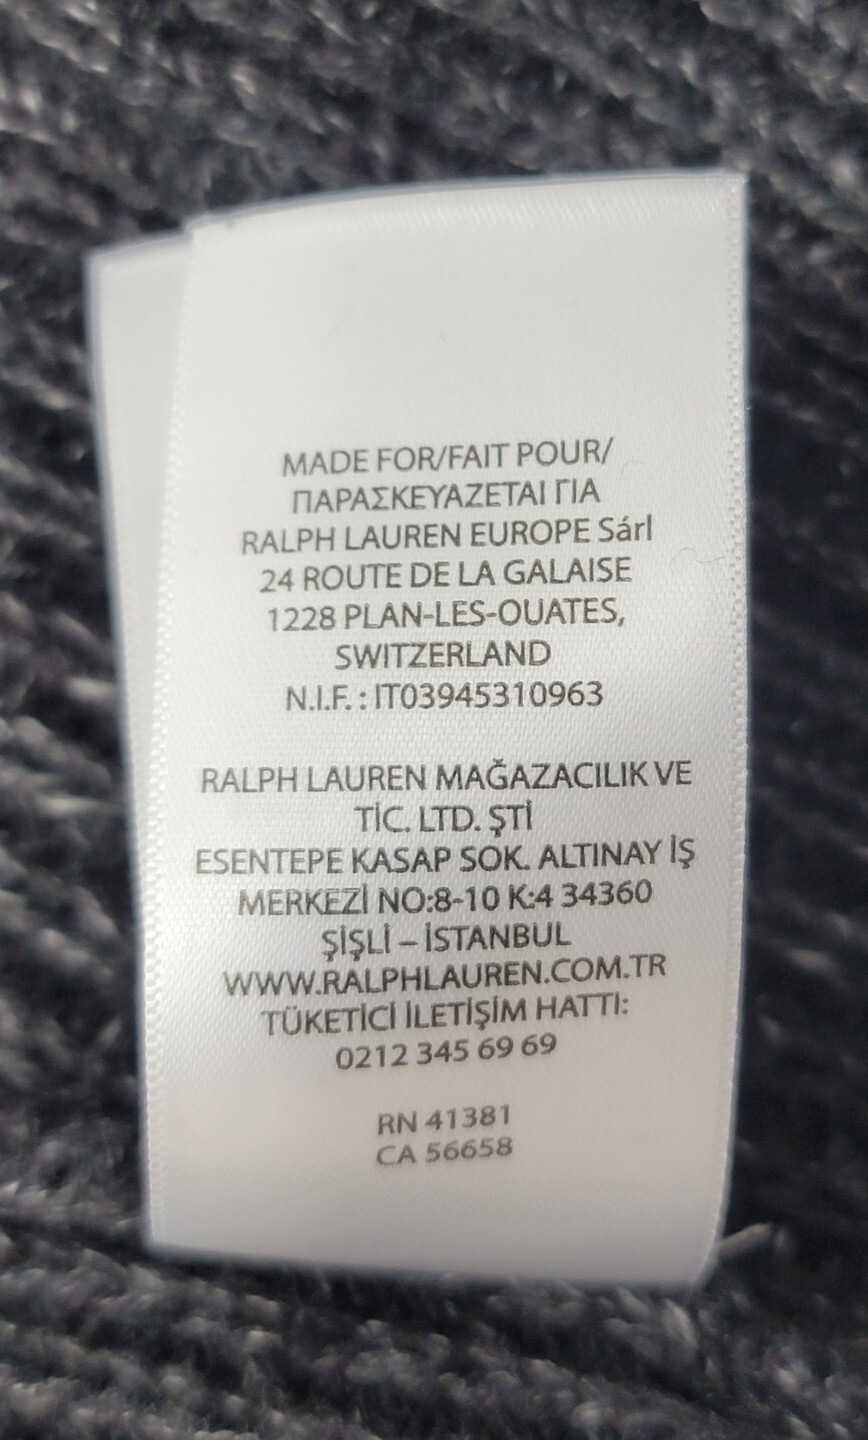 MADE FOR/FAIT POUR/
ΠΑΡΑΣΚΕΥΑΖΕΤΑΙ ΓΙΑ
RALPH LAUREN EUROPE Sárl
24 ROUTE DE LA GALAISE
1228 PLAN-LES-OUATES,
SWITZERLAND
N.I.F. : IT03945310963
RALPH LAUREN MAĞAZACILIK VE
TİC. LTD. ŞTİ
ESENTEPE KASAP SOK. ALTINAY İŞ
MERKEZİ NO:8-10 K:4 34360
ŞİŞLİ – İSTANBUL
WWW.RALPHLAUREN.COM.TR
TÜKETİCİ İLETİŞİM HATTI:
0212 345 69 69
RN 41381
CA 56658